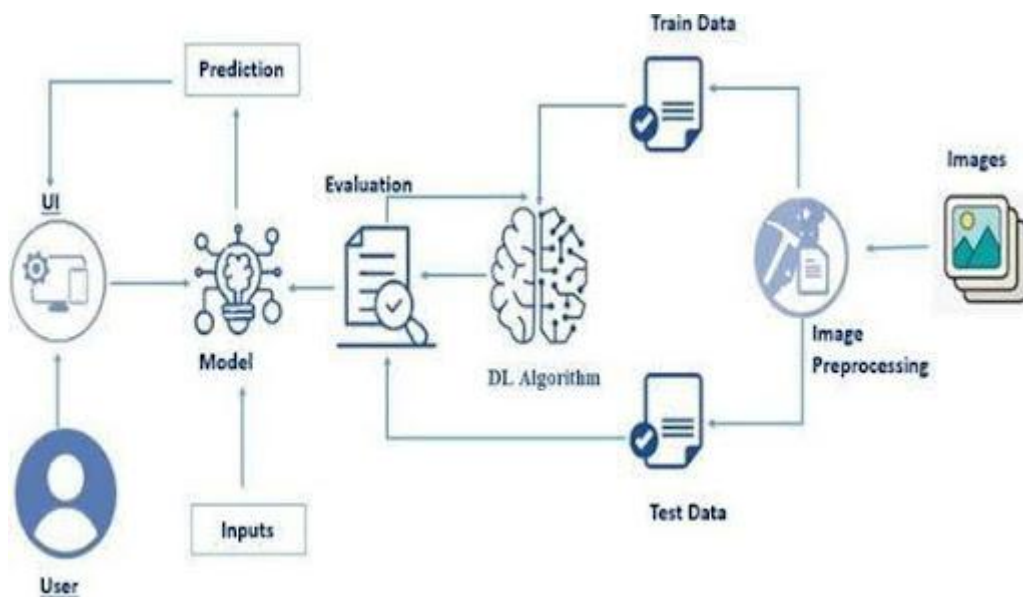 Train Data
Prediction
Images
Evaluation
UI
Image
Preprocessing
Model
DL Algorithm
Test Data
Inputs
User